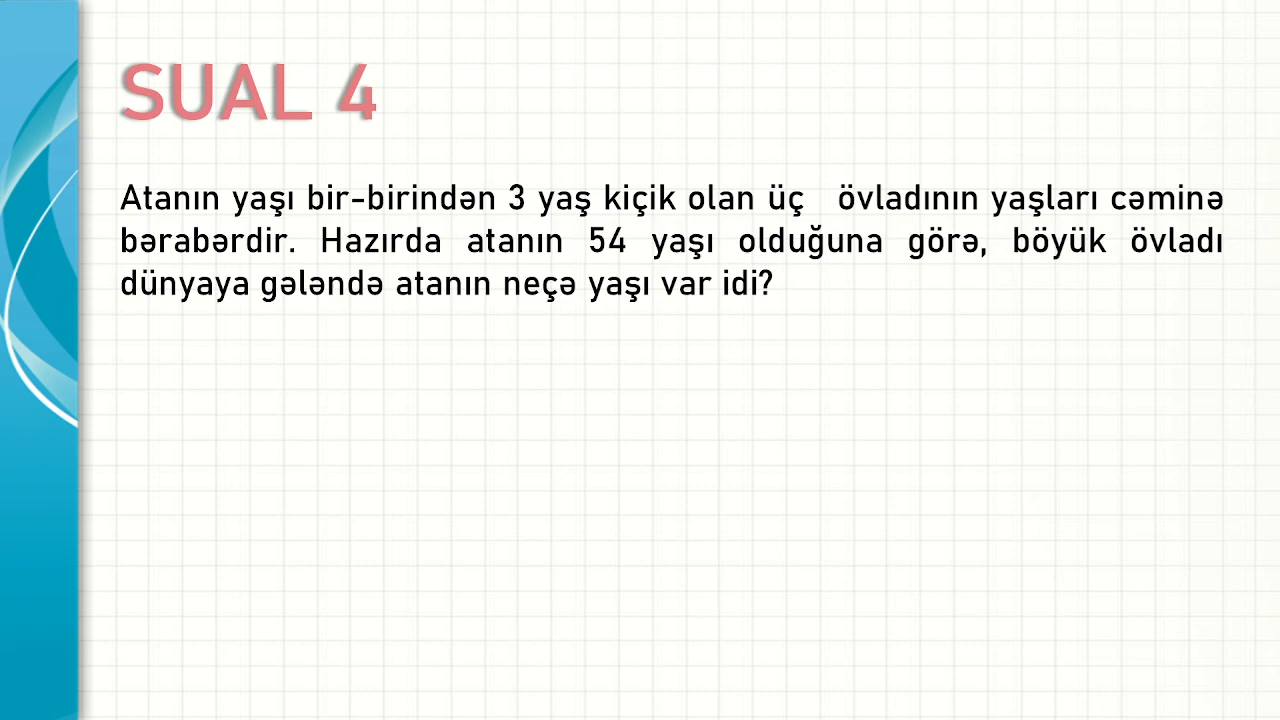 SUAL 4
Atanın yaşı bir-birindən 3 yaş kiçik olan üç övladının yaşları cəminə
bərabərdir. Hazırda atanın 54 yaşı olduğuna görə, böyük övladı
dünyaya gələndə atanın neçə yaşı var idi?